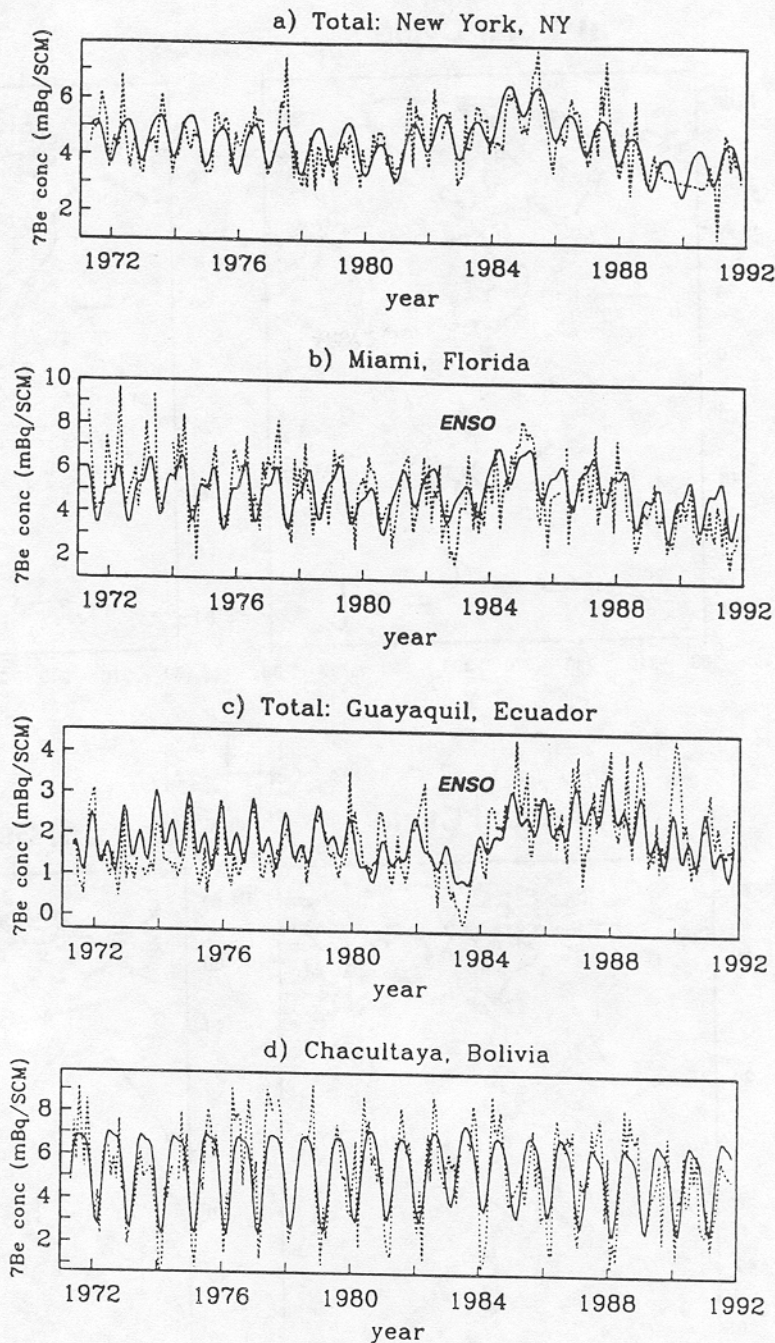 a) Total: New York, NY
7Be conc (mBq/SCM)
6
4
2
1972 1976 1980 1984 1988 1992
year
b) Miami, Florida
7Be conc (mBq/SCM)
10
8
6
4
2
ENSO
1972 1976 1980 1984 1988 1992
year
c) Total: Guayaquil, Ecuador
7Be conc (mBq/SCM)
4
3
2
1
0
ENSO
1972 1976 1980 1984 1988 1992
year
d) Chacultaya, Bolivia
7Be conc (mBq/SCM)
8
6
4
2
1972 1976 1980 1984 1988 1992
year